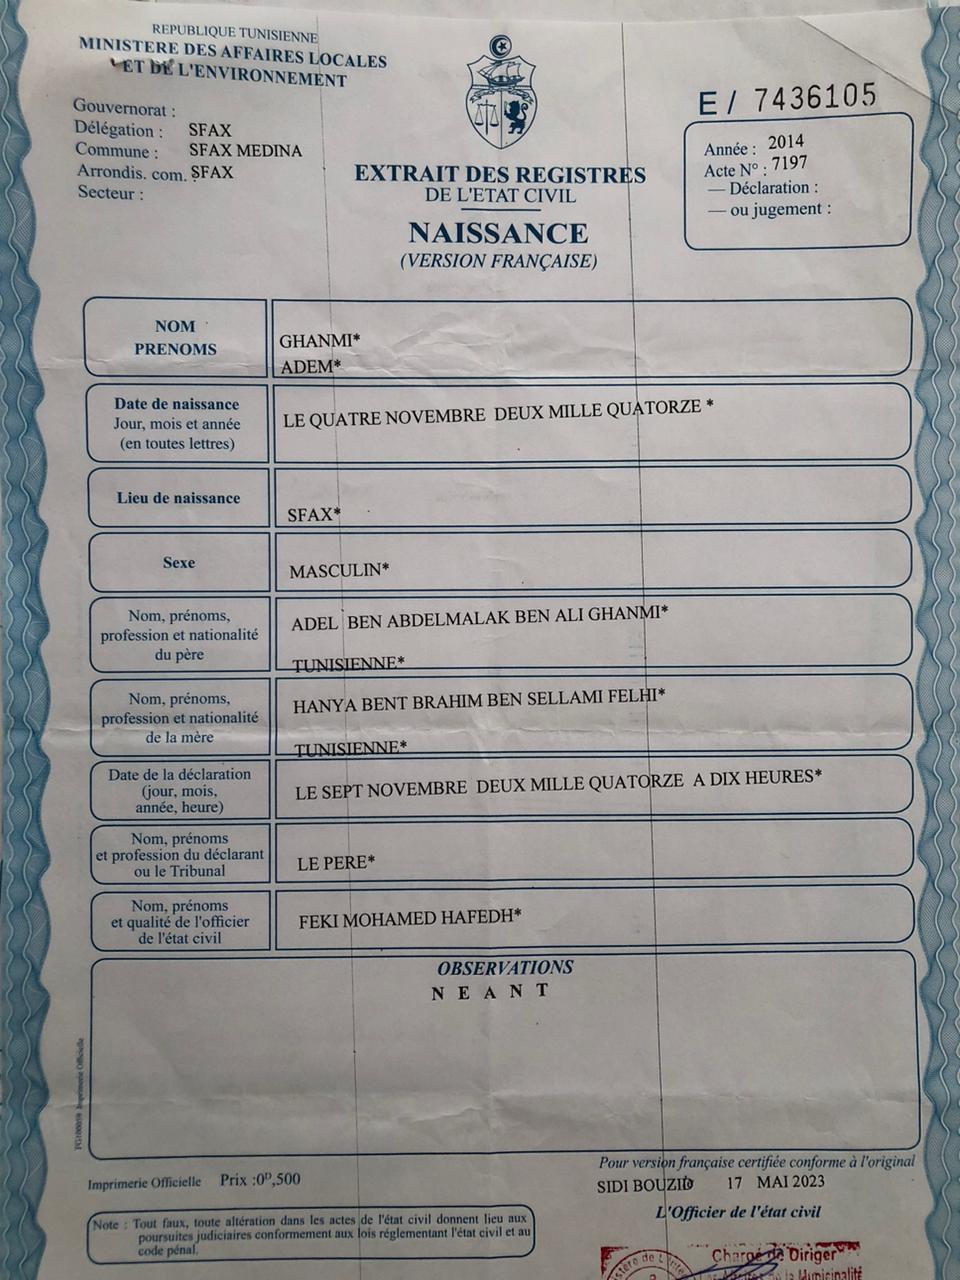 REPUBLIQUE TUNISIENNE
MINISTERE DES AFFAIRES LOCALES
ET DE L'ENVIRONNEMENT
Gouvernorat :
Délégation : SFAX
Commune : SFAX MEDINA
Arrondis. com. SFAX
Secteur :
E / 7436105
Année : 2014
Acte N° : 7197
— Déclaration :
— ou jugement :
EXTRAIT DES REGISTRES
DE L'ETAT CIVIL
NAISSANCE
(VERSION FRANÇAISE)
NOM
PRENOMS
GHANMI*
ADEM*
Date de naissance
Jour, mois et année
(en toutes lettres)
LE QUATRE NOVEMBRE DEUX MILLE QUATORZE *
Lieu de naissance
SFAX*
Sexe
MASCULIN*
Nom, prénoms,
profession et nationalité
du père
ADEL BEN ABDELMALAK BEN ALI GHANMI*
TUNISIENNE*
Nom, prénoms,
profession et nationalité
de la mère
HANYA BENT BRAHIM BEN SELLAMI FELHI*
TUNISIENNE*
Date de la déclaration
(jour, mois,
année, heure)
LE SEPT NOVEMBRE DEUX MILLE QUATORZE A DIX HEURES*
Nom, prénoms
et profession du déclarant
ou le Tribunal
LE PERE*
Nom, prénoms
et qualité de l'officier
de l'état civil
FEKI MOHAMED HAFEDH*
OBSERVATIONS
N E A N T
Imprimerie Officielle
Imprimerie Officielle Prix :0ᴰ,500
Note : Tout faux, toute altération dans les actes de l'état civil donnent lieu aux
poursuites judiciaires conformement aux lois réglementant l'état civil et au
code pénal.
Pour version française certifiée conforme à l'original
SIDI BOUZID 17 MAI 2023
L'Officier de l'état civil
Chargé de Diriger
de la Municipalité